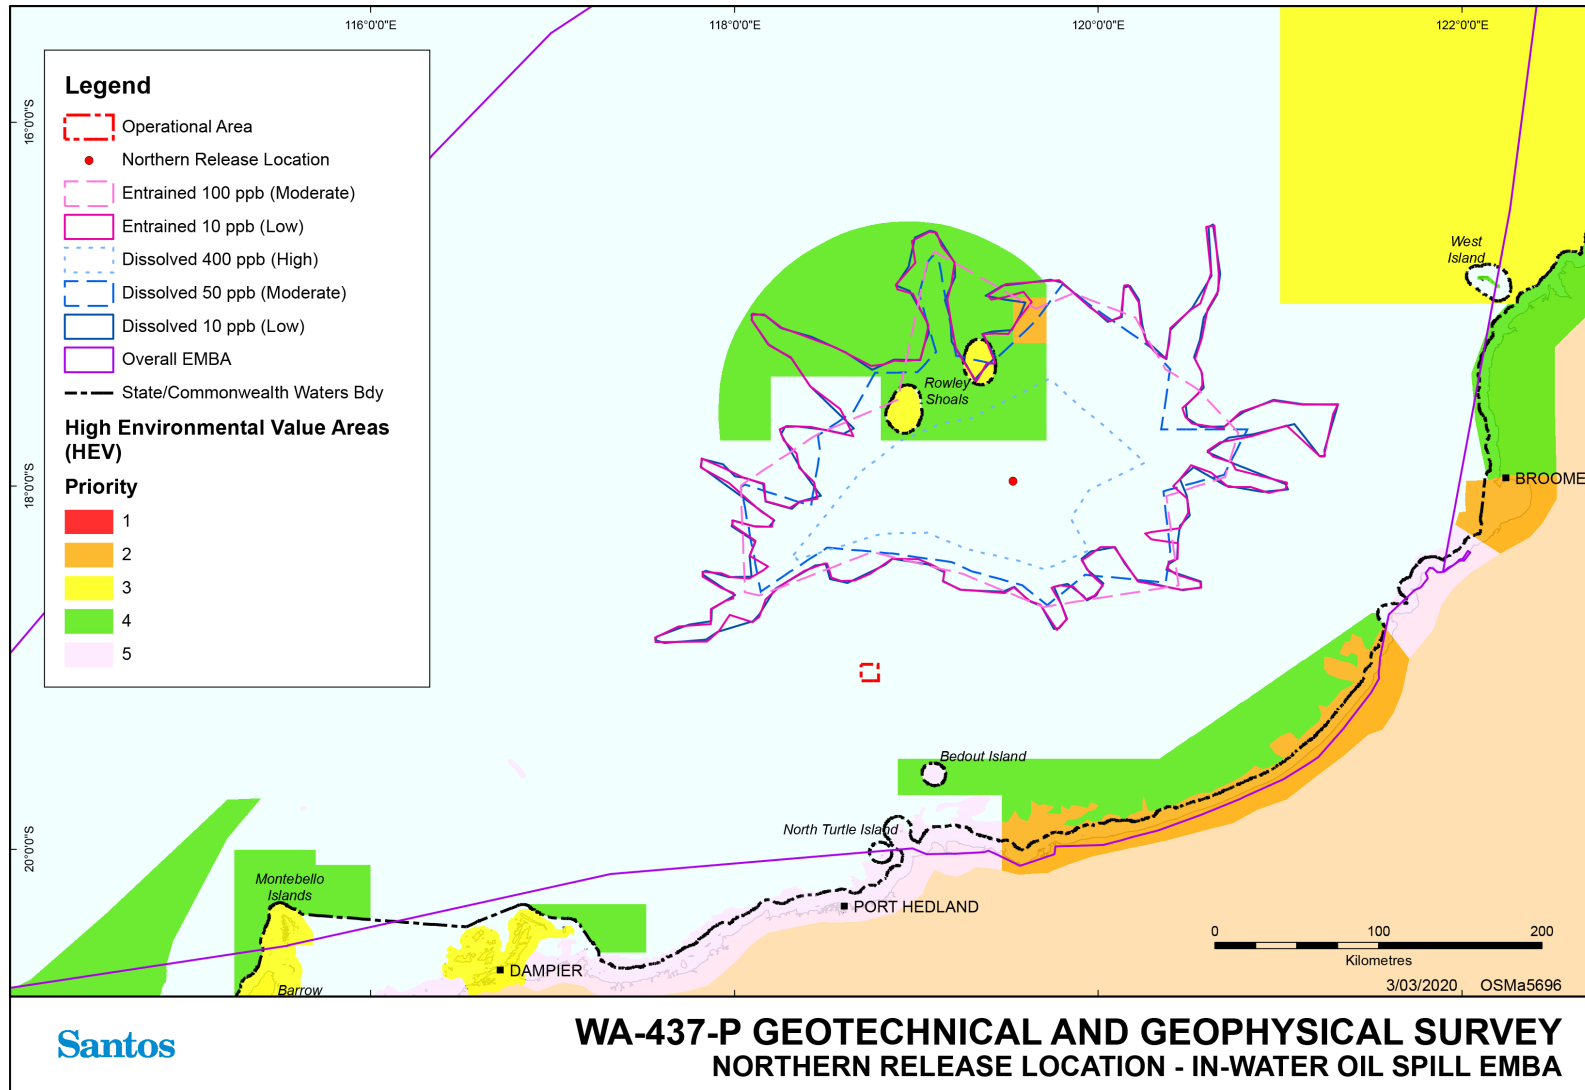 116°0'0"E
118°0'0"E
120°0'0"E
122°0'0"E
16°0'0"S
18°0'0"S
20°0'0"S
Legend
Operational Area
Northern Release Location
Entrained 100 ppb (Moderate)
Entrained 10 ppb (Low)
Dissolved 400 ppb (High)
Dissolved 50 ppb (Moderate)
Dissolved 10 ppb (Low)
Overall EMBA
State/Commonwealth Waters Bdy
High Environmental Value Areas
(HEV)
Priority
1
2
3
4
5
West
Island
Rowley
Shoals
BROOME
Bedout Island
North Turtle Island
Montebello
Islands
PORT HEDLAND
DAMPIER
Barrow
0 100 200
Kilometres
3/03/2020 OSMa5696
Santos
WA-437-P GEOTECHNICAL AND GEOPHYSICAL SURVEY
NORTHERN RELEASE LOCATION - IN-WATER OIL SPILL EMBA